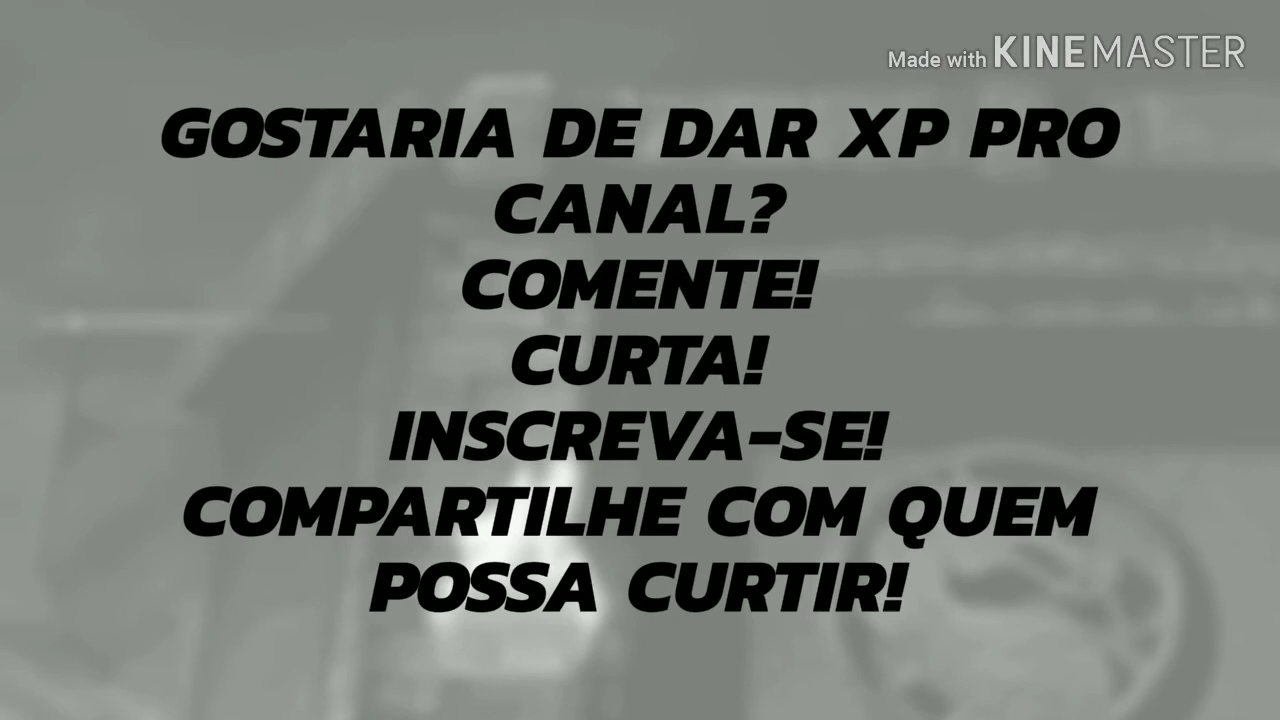 Made with KINEMASTER
GOSTARIA DE DAR XP PRO
CANAL?
COMENTE!
CURTA!
INSCREVA-SE!
COMPARTILHE COM QUEM
POSSA CURTIR!